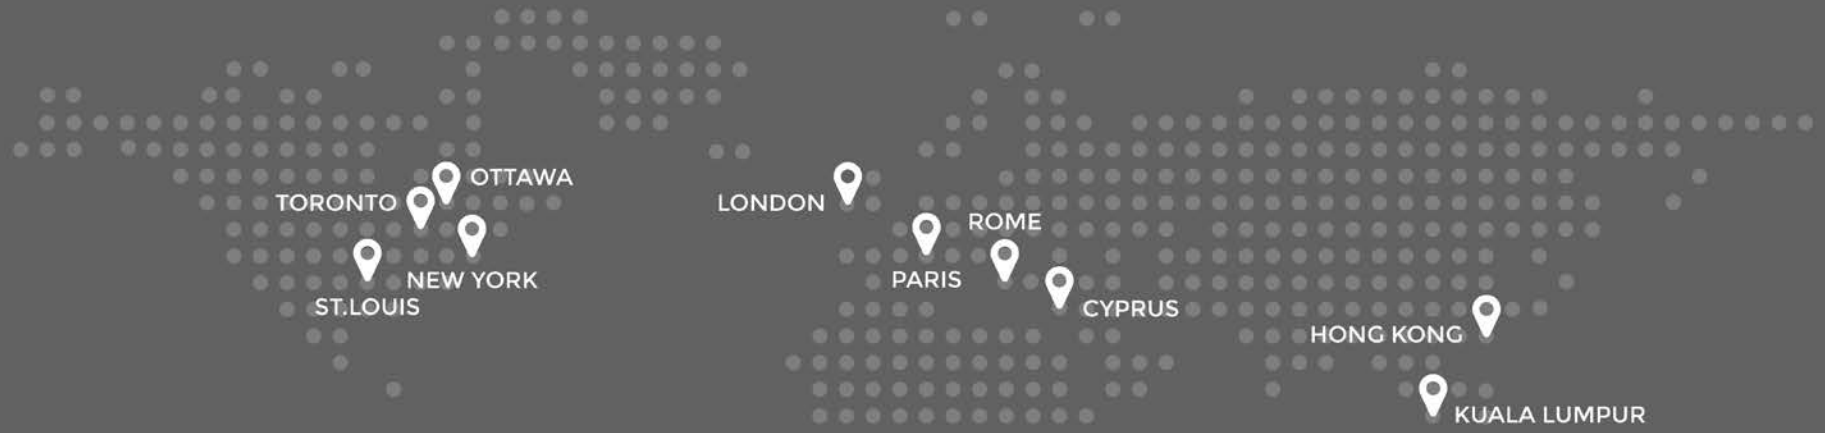 OTTAWA
TORONTO
LONDON
ROME
NEW YORK
PARIS
ST.LOUIS
CYPRUS
HONG KONG
KUALA LUMPUR